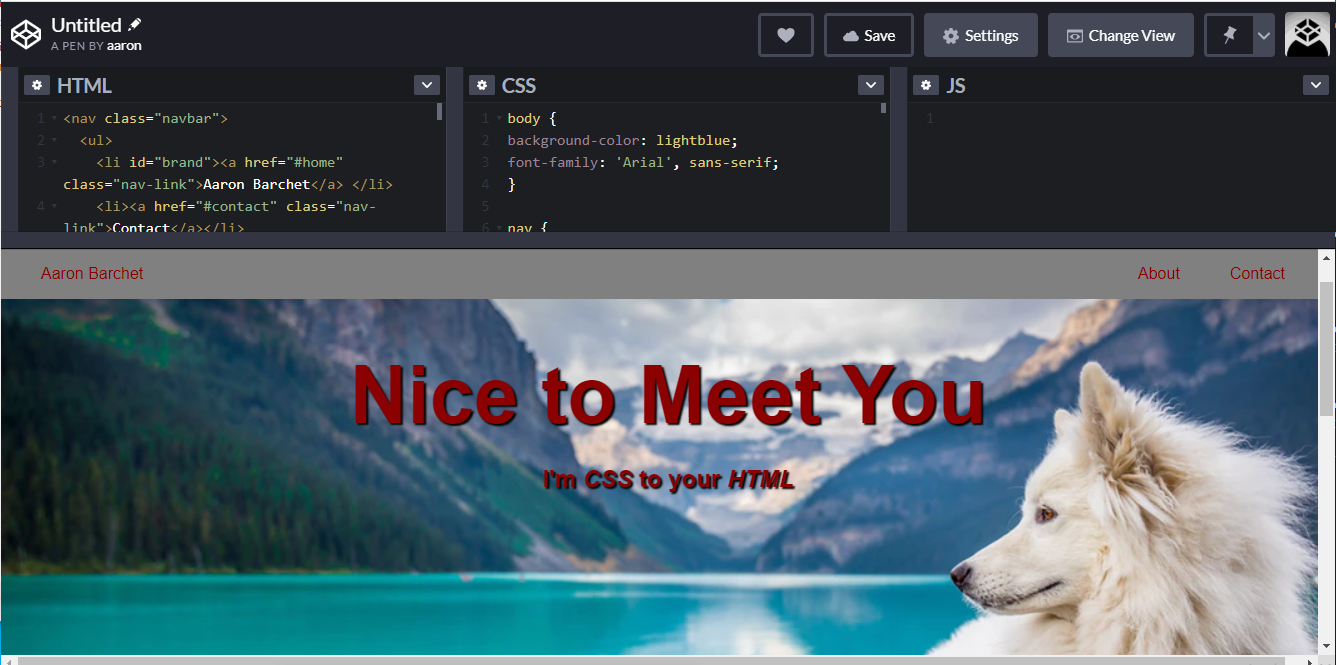 Untitled
A PEN BY aaron
Save
Settings
Change View
HTML
1 <nav class="navbar">
2 <ul>
3 <li id="brand"><a href="#home"
class="nav-link">Aaron Barchet</a> </li>
4 <li><a href="#contact" class="nav-
link">Contact</a></li>
CSS
1 body {
2 background-color: lightblue;
3 font-family: 'Arial', sans-serif;
4 }
5
6 nav {
JS
1
Aaron Barchet
About
Contact
Nice to Meet You
I'm CSS to your HTML